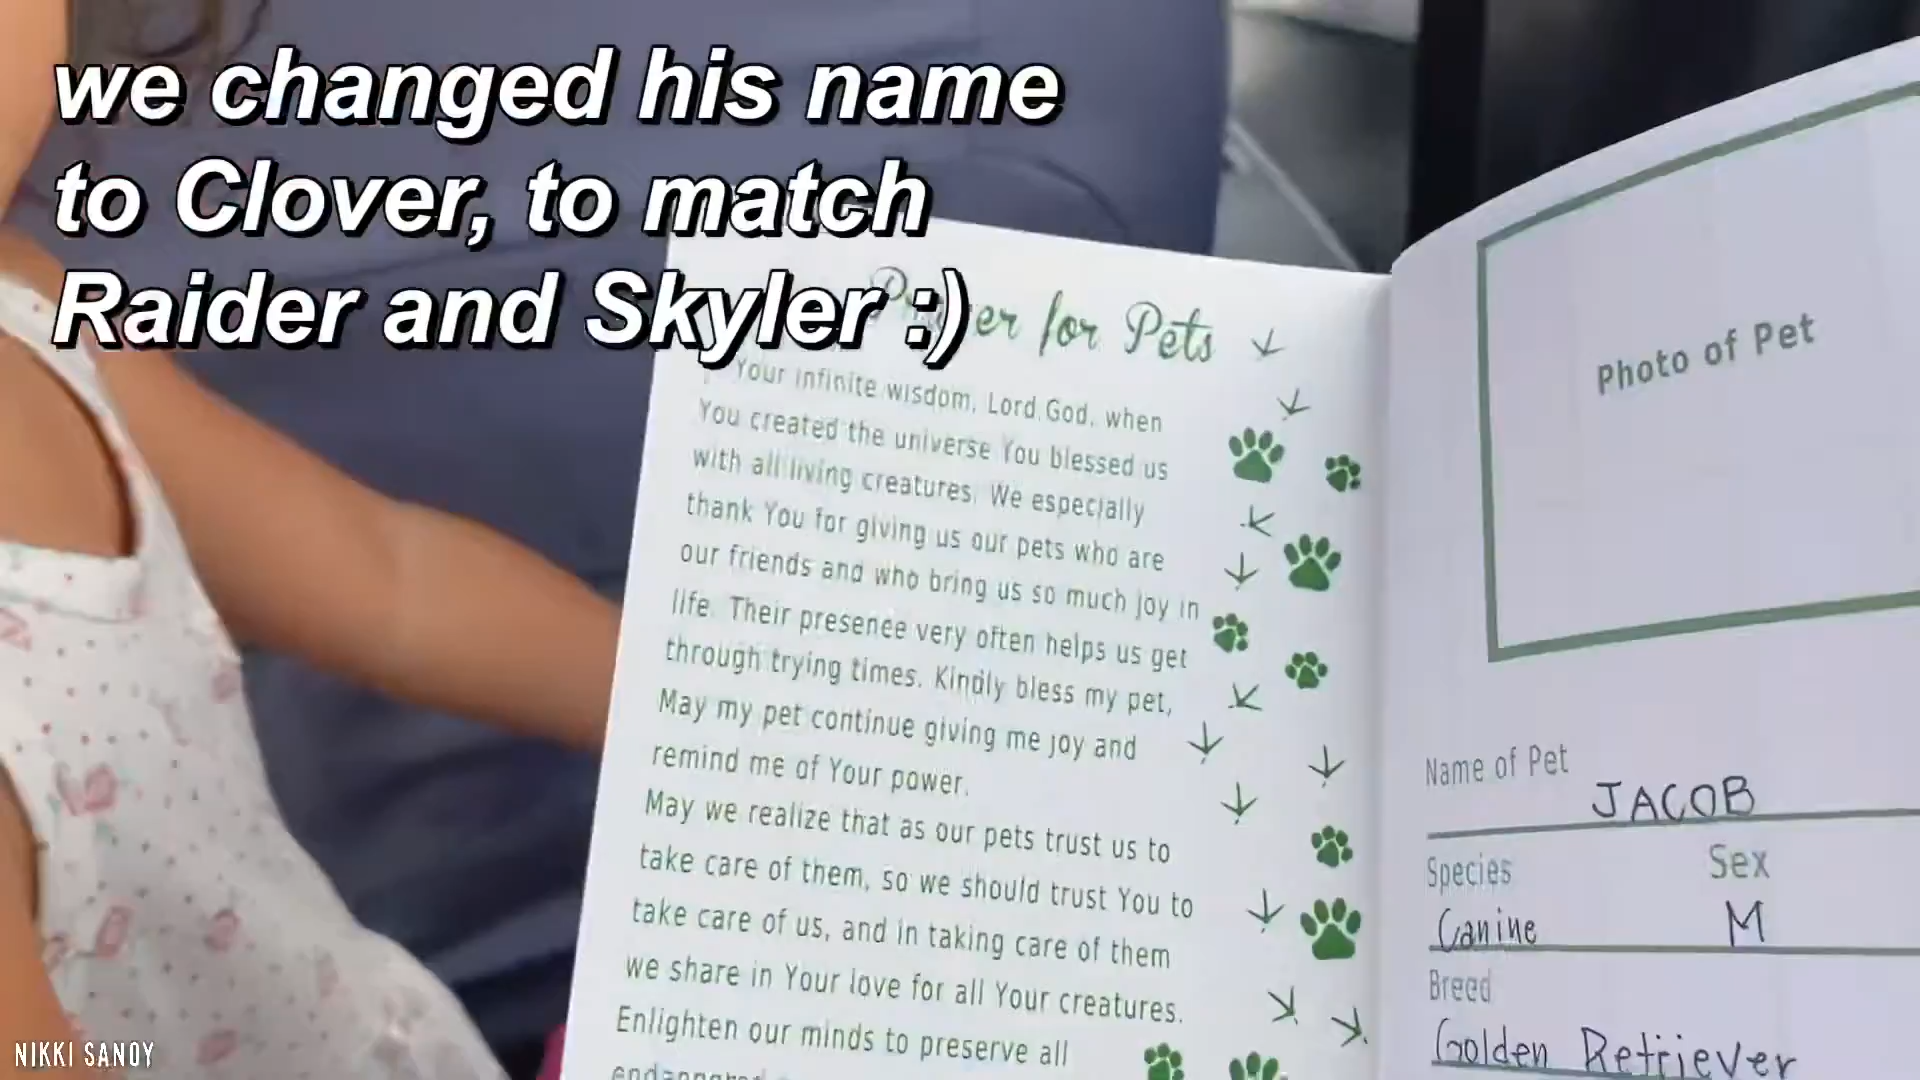 we changed his name
to Clover, to match
Raider and Skyler :)
er for Pets
Your infinite wisdom, Lord God, when
You created the universe You blessed us
with all living creatures. We especially
thank You for giving us our pets who are
our friends and who bring us so much joy in
life. Their presence very often helps us get
through trying times. Kindly bless my pet,
May my pet continue giving me joy and
remind me of Your power.
May we realize that as our pets trust us to
take care of them, so we should trust You to
take care of us, and in taking care of them
we share in Your love for all Your creatures.
Enlighten our minds to preserve all
Photo of Pet
Name of Pet
JACOB
Species Sex
Canine M
Breed
Golden Retriever
NIKKI SANOY